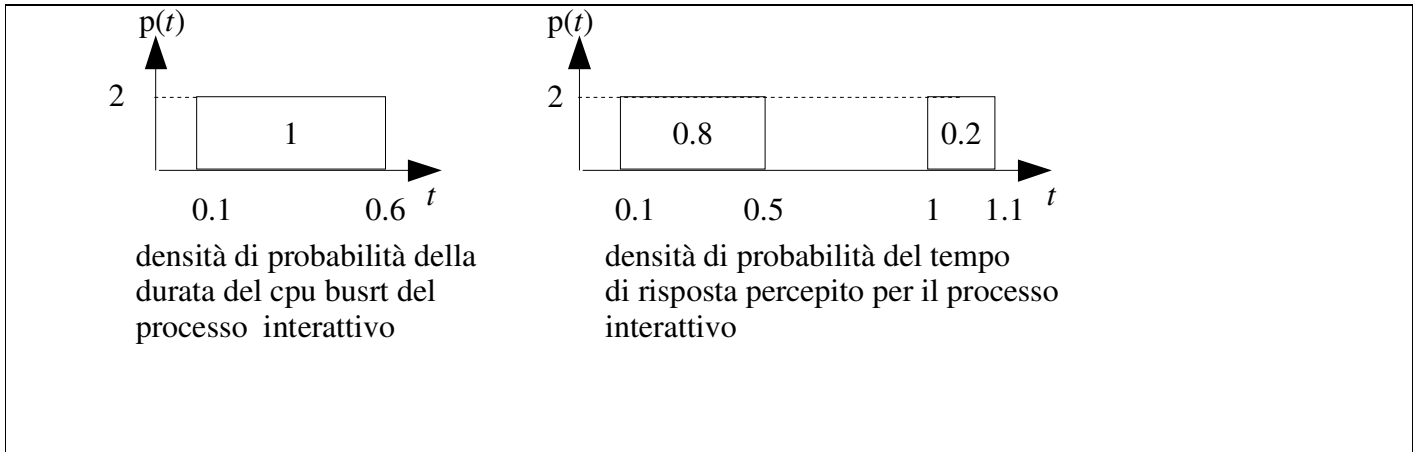 p(t)
2
1
0.1 0.6 t
densità di probabilità della
durata del cpu busrt del
processo interattivo
p(t)
2
0.8 0.2
0.1 0.5 1 1.1 t
densità di probabilità del tempo
di risposta percepito per il processo
interattivo